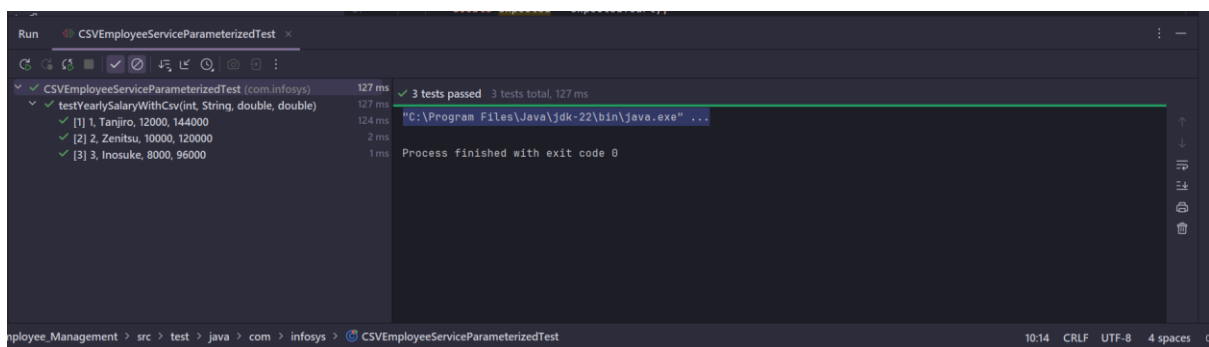 Run CSVEmployeeServiceParameterizedTest
CSVEmployeeServiceParameterizedTest (com.infosys) 127 ms
testYearlySalaryWithCsv(int, String, double, double) 127 ms
[1] 1, Tanjiro, 12000, 144000 124 ms
[2] 2, Zenitsu, 10000, 120000 2 ms
[3] 3, Inosuke, 8000, 96000 1 ms
3 tests passed 3 tests total, 127 ms
"C:\Program Files\Java\jdk-22\bin\java.exe" ...
Process finished with exit code 0
mployee_Management > src > test > java > com > infosys > CSVEmployeeServiceParameterizedTest 10:14 CRLF UTF-8 4 spaces